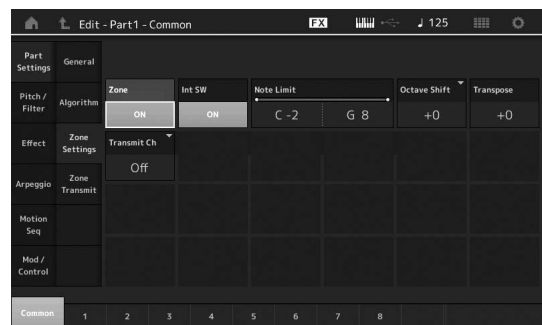 Edit - Part1 - Common
FX
♩ 125
Part Settings
General
Pitch / Filter
Algorithm
Zone
ON
Int SW
ON
Note Limit
C -2
G 8
Octave Shift
+0
Transpose
+0
Effect
Zone Settings
Transmit Ch
Off
Arpeggio
Zone Transmit
Motion Seq
Mod / Control
Common 1 2 3 4 5 6 7 8